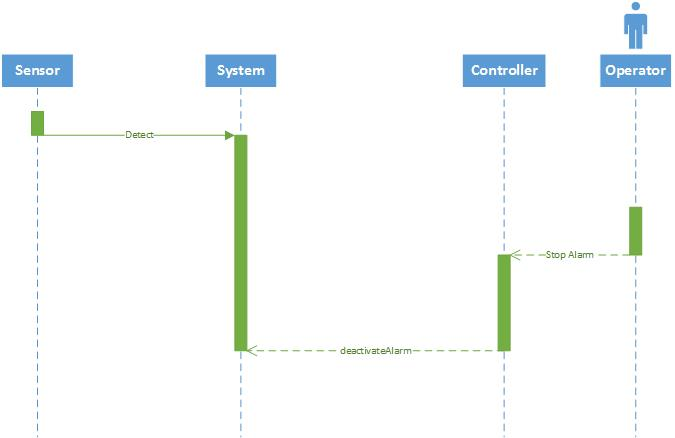 Sensor
System
Controller
Operator
Detect
Stop Alarm
deactivateAlarm